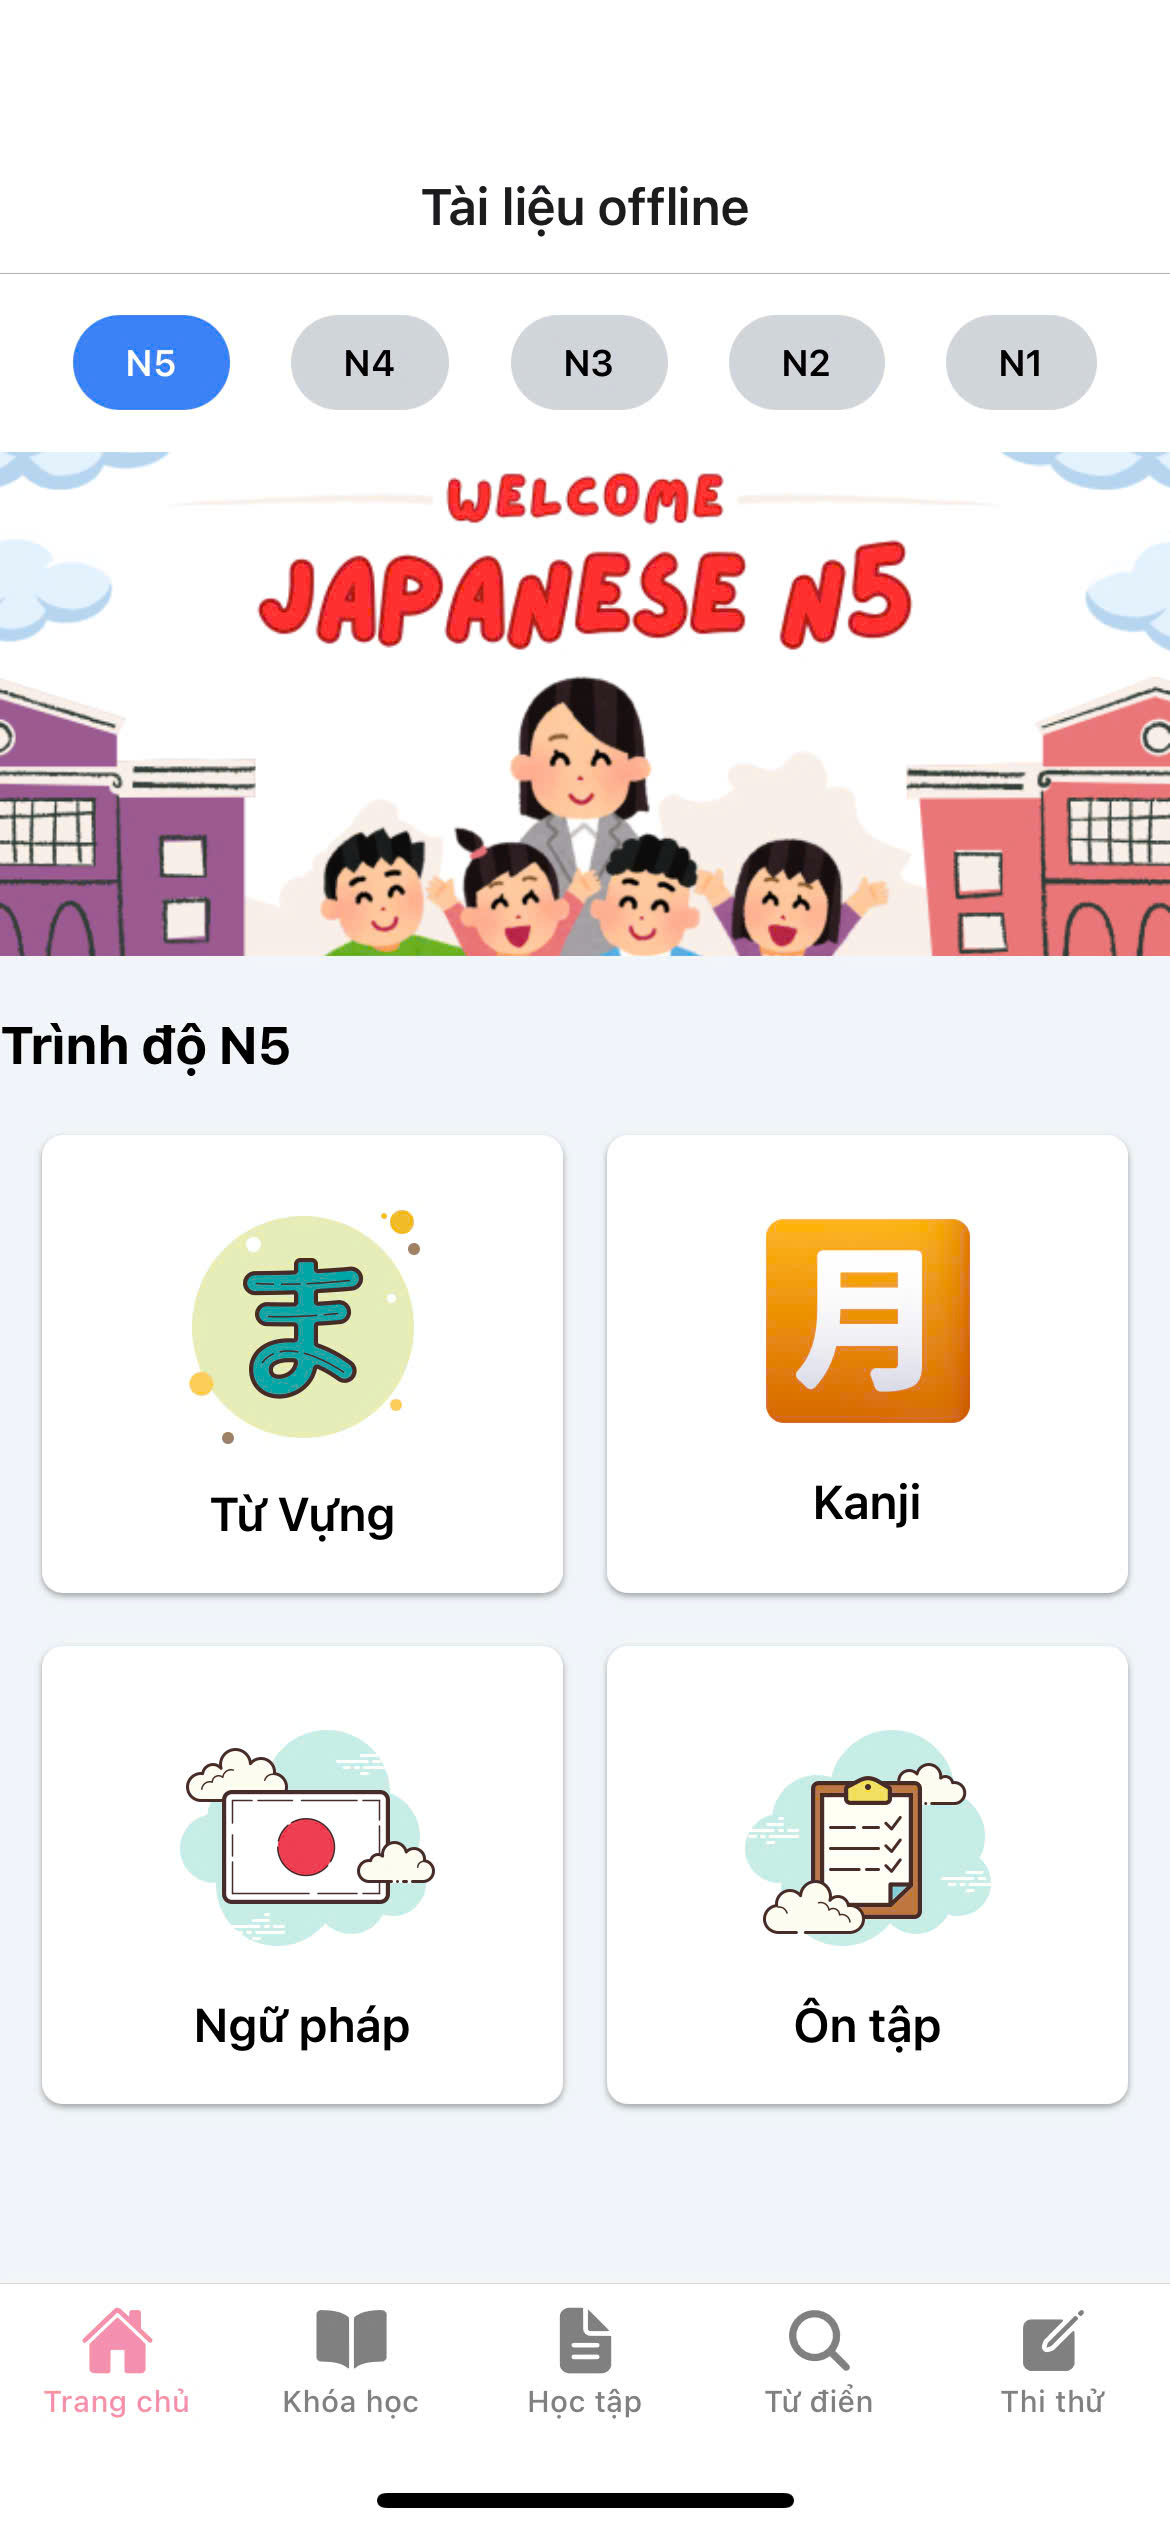 Tài liệu offline
N5 N4 N3 N2 N1
WELCOME
JAPANESE N5
Trình độ N5
ま 月
Từ Vựng Kanji
Ngữ pháp Ôn tập
Trang chủ Khóa học Học tập Từ điển Thi thử